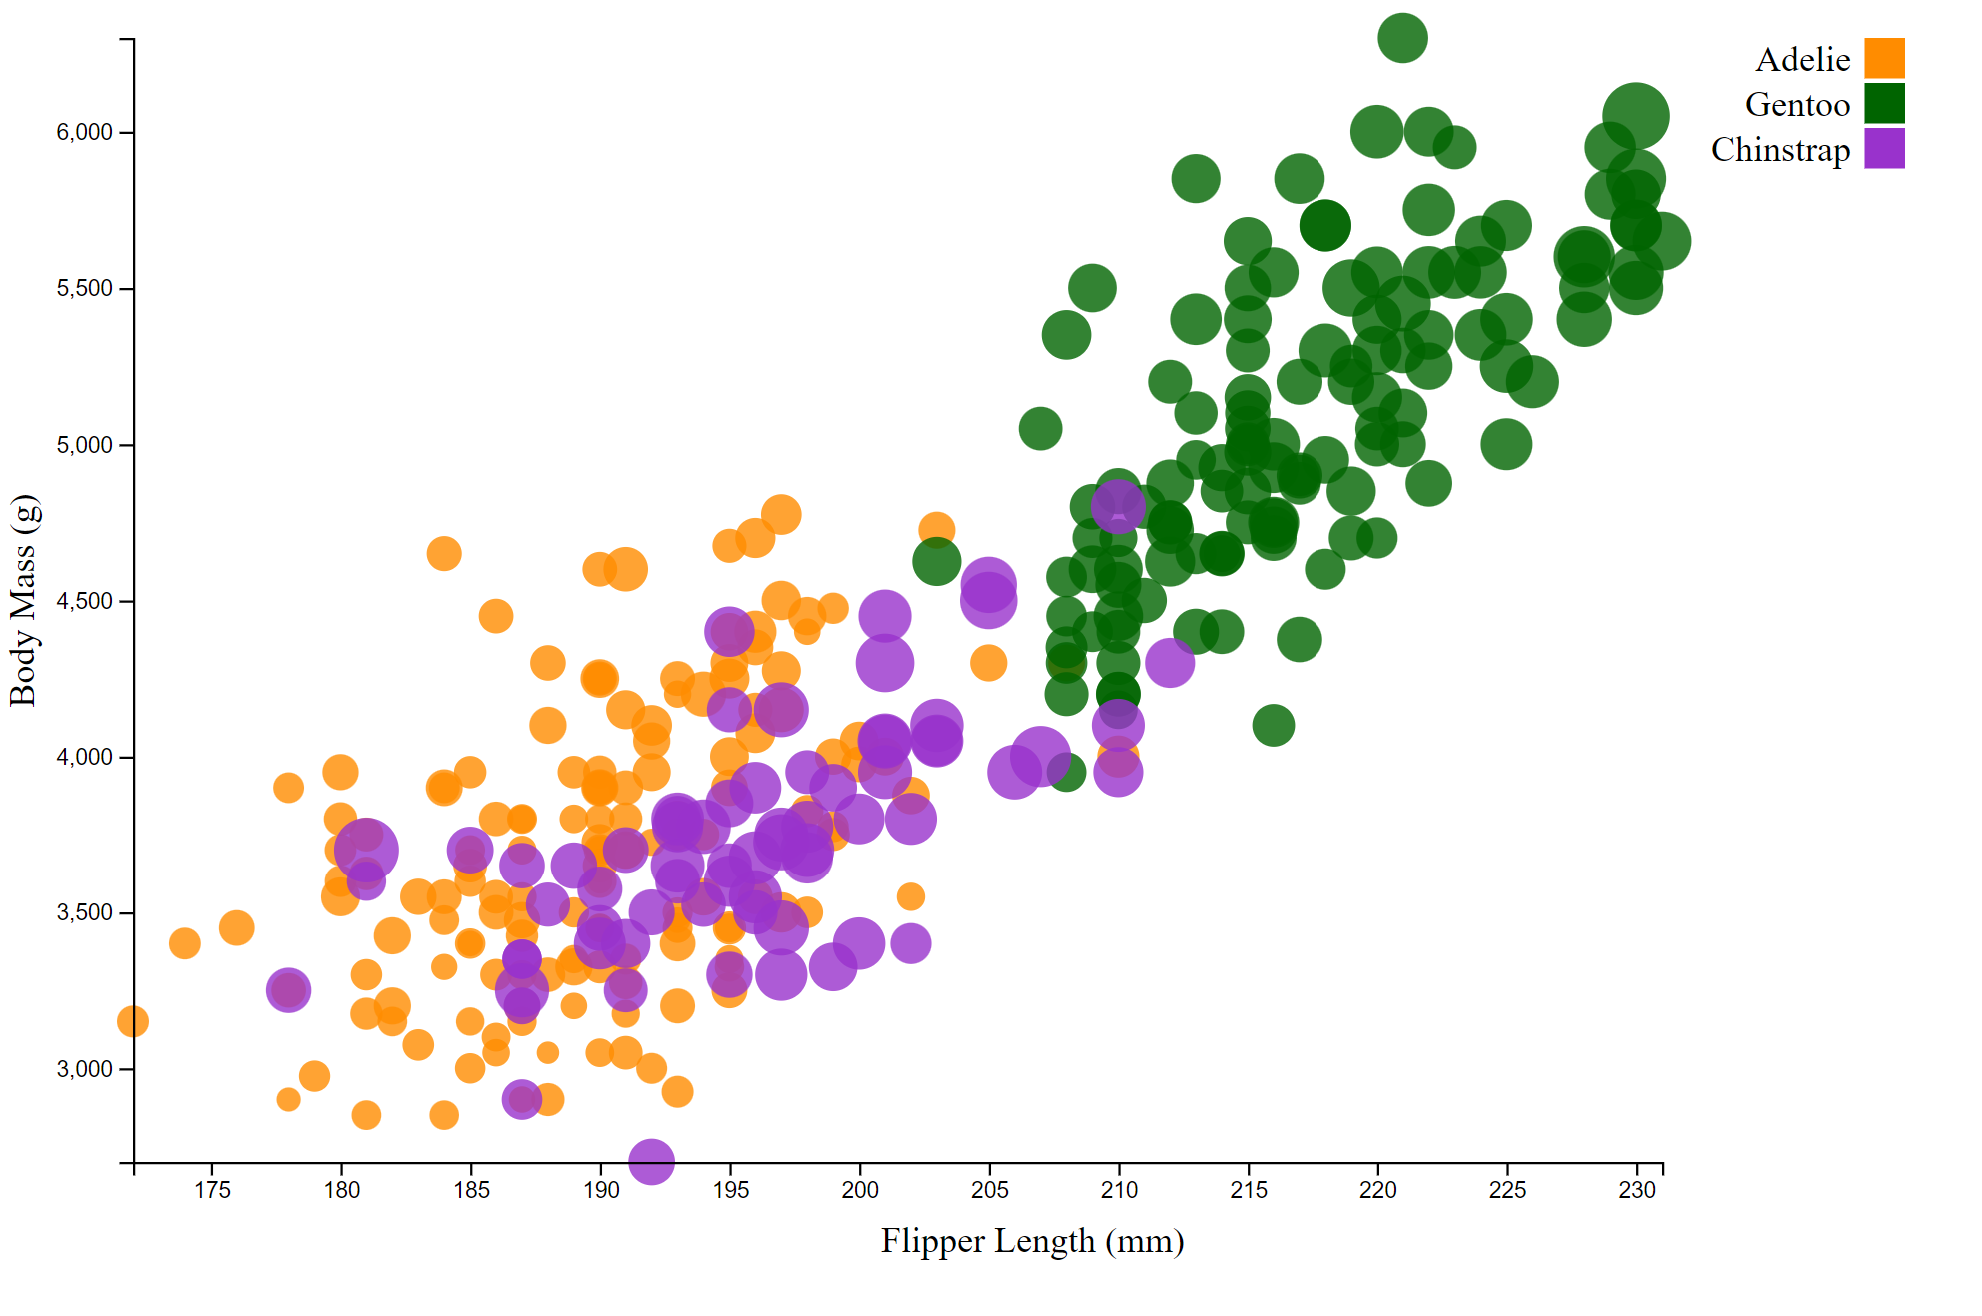 Adelie
Gentoo
Chinstrap
6,000
5,500
5,000
4,500
4,000
3,500
3,000
Body Mass (g)
175 180 185 190 195 200 205 210 215 220 225 230
Flipper Length (mm)